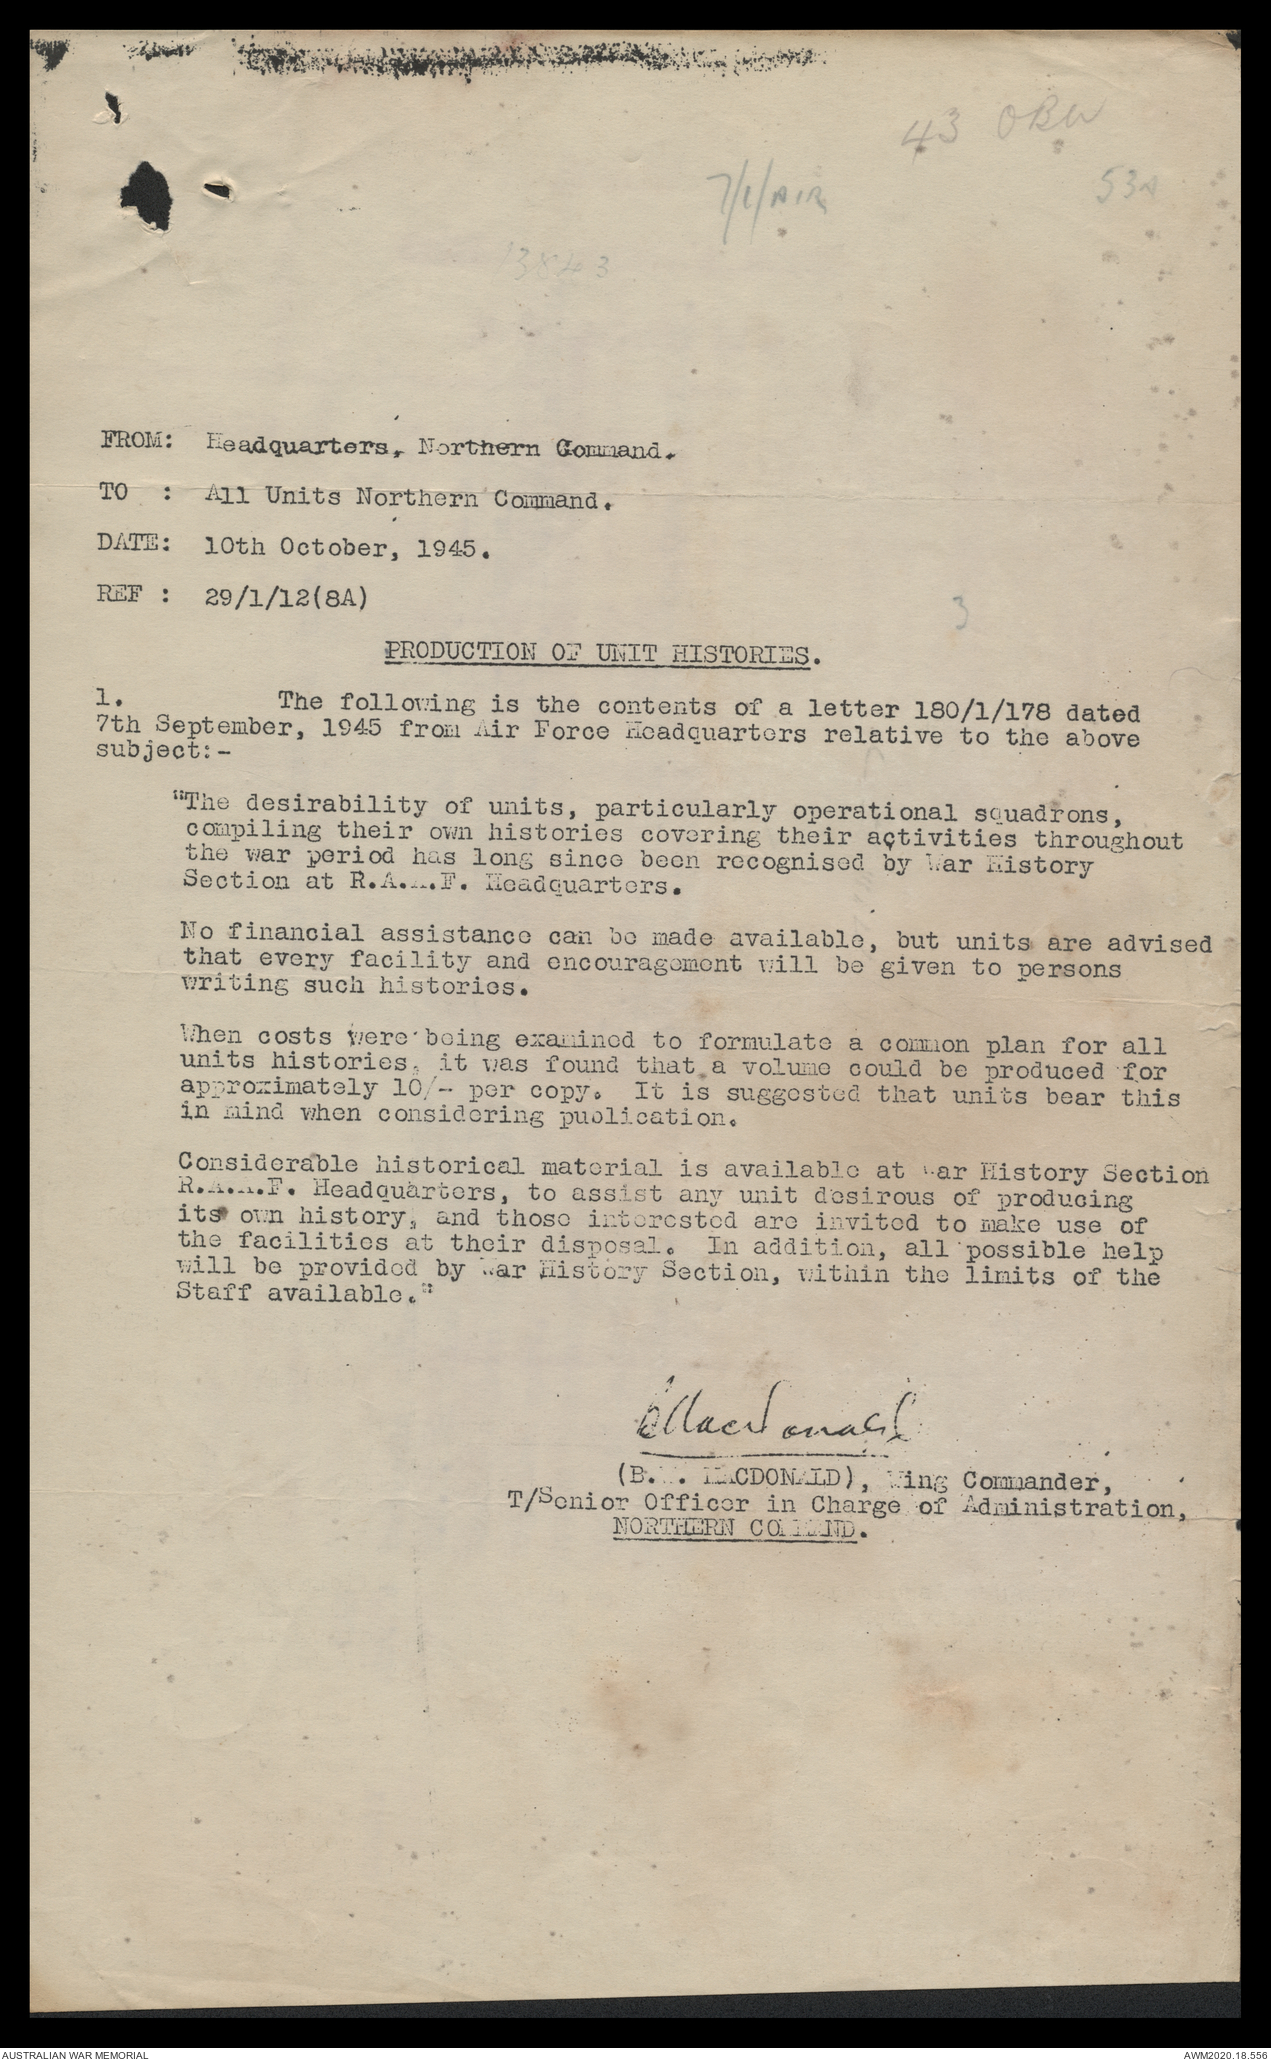 43 OBU
7/1/AIR
53A
13843
FROM: Headquarters, Northern Command.
TO : All Units Northern Command.
DATE: 10th October, 1945.
REF : 29/1/12(8A)
3
PRODUCTION OF UNIT HISTORIES.
1. The following is the contents of a letter 180/1/178 dated
7th September, 1945 from Air Force Headquarters relative to the above
subject:-
"The desirability of units, particularly operational squadrons,
compiling their own histories covering their activities throughout
the war period has long since been recognised by War History
Section at R.A.A.F. Headquarters.
No financial assistance can be made available, but units are advised
that every facility and encouragement will be given to persons
writing such histories.
When costs were being examined to formulate a common plan for all
units histories, it was found that a volume could be produced for
approximately 10/- per copy. It is suggested that units bear this
in mind when considering publication.
Considerable historical material is available at War History Section
R.A.A.F. Headquarters, to assist any unit desirous of producing
its own history, and those interested are invited to make use of
the facilities at their disposal. In addition, all possible help
will be provided by War History Section, within the limits of the
Staff available."
MacDonald
(B. . MACDONALD), Wing Commander,
T/Senior Officer in Charge of Administration,
NORTHERN COMMAND.
AUSTRALIAN WAR MEMORIAL
AWM2020.18.556